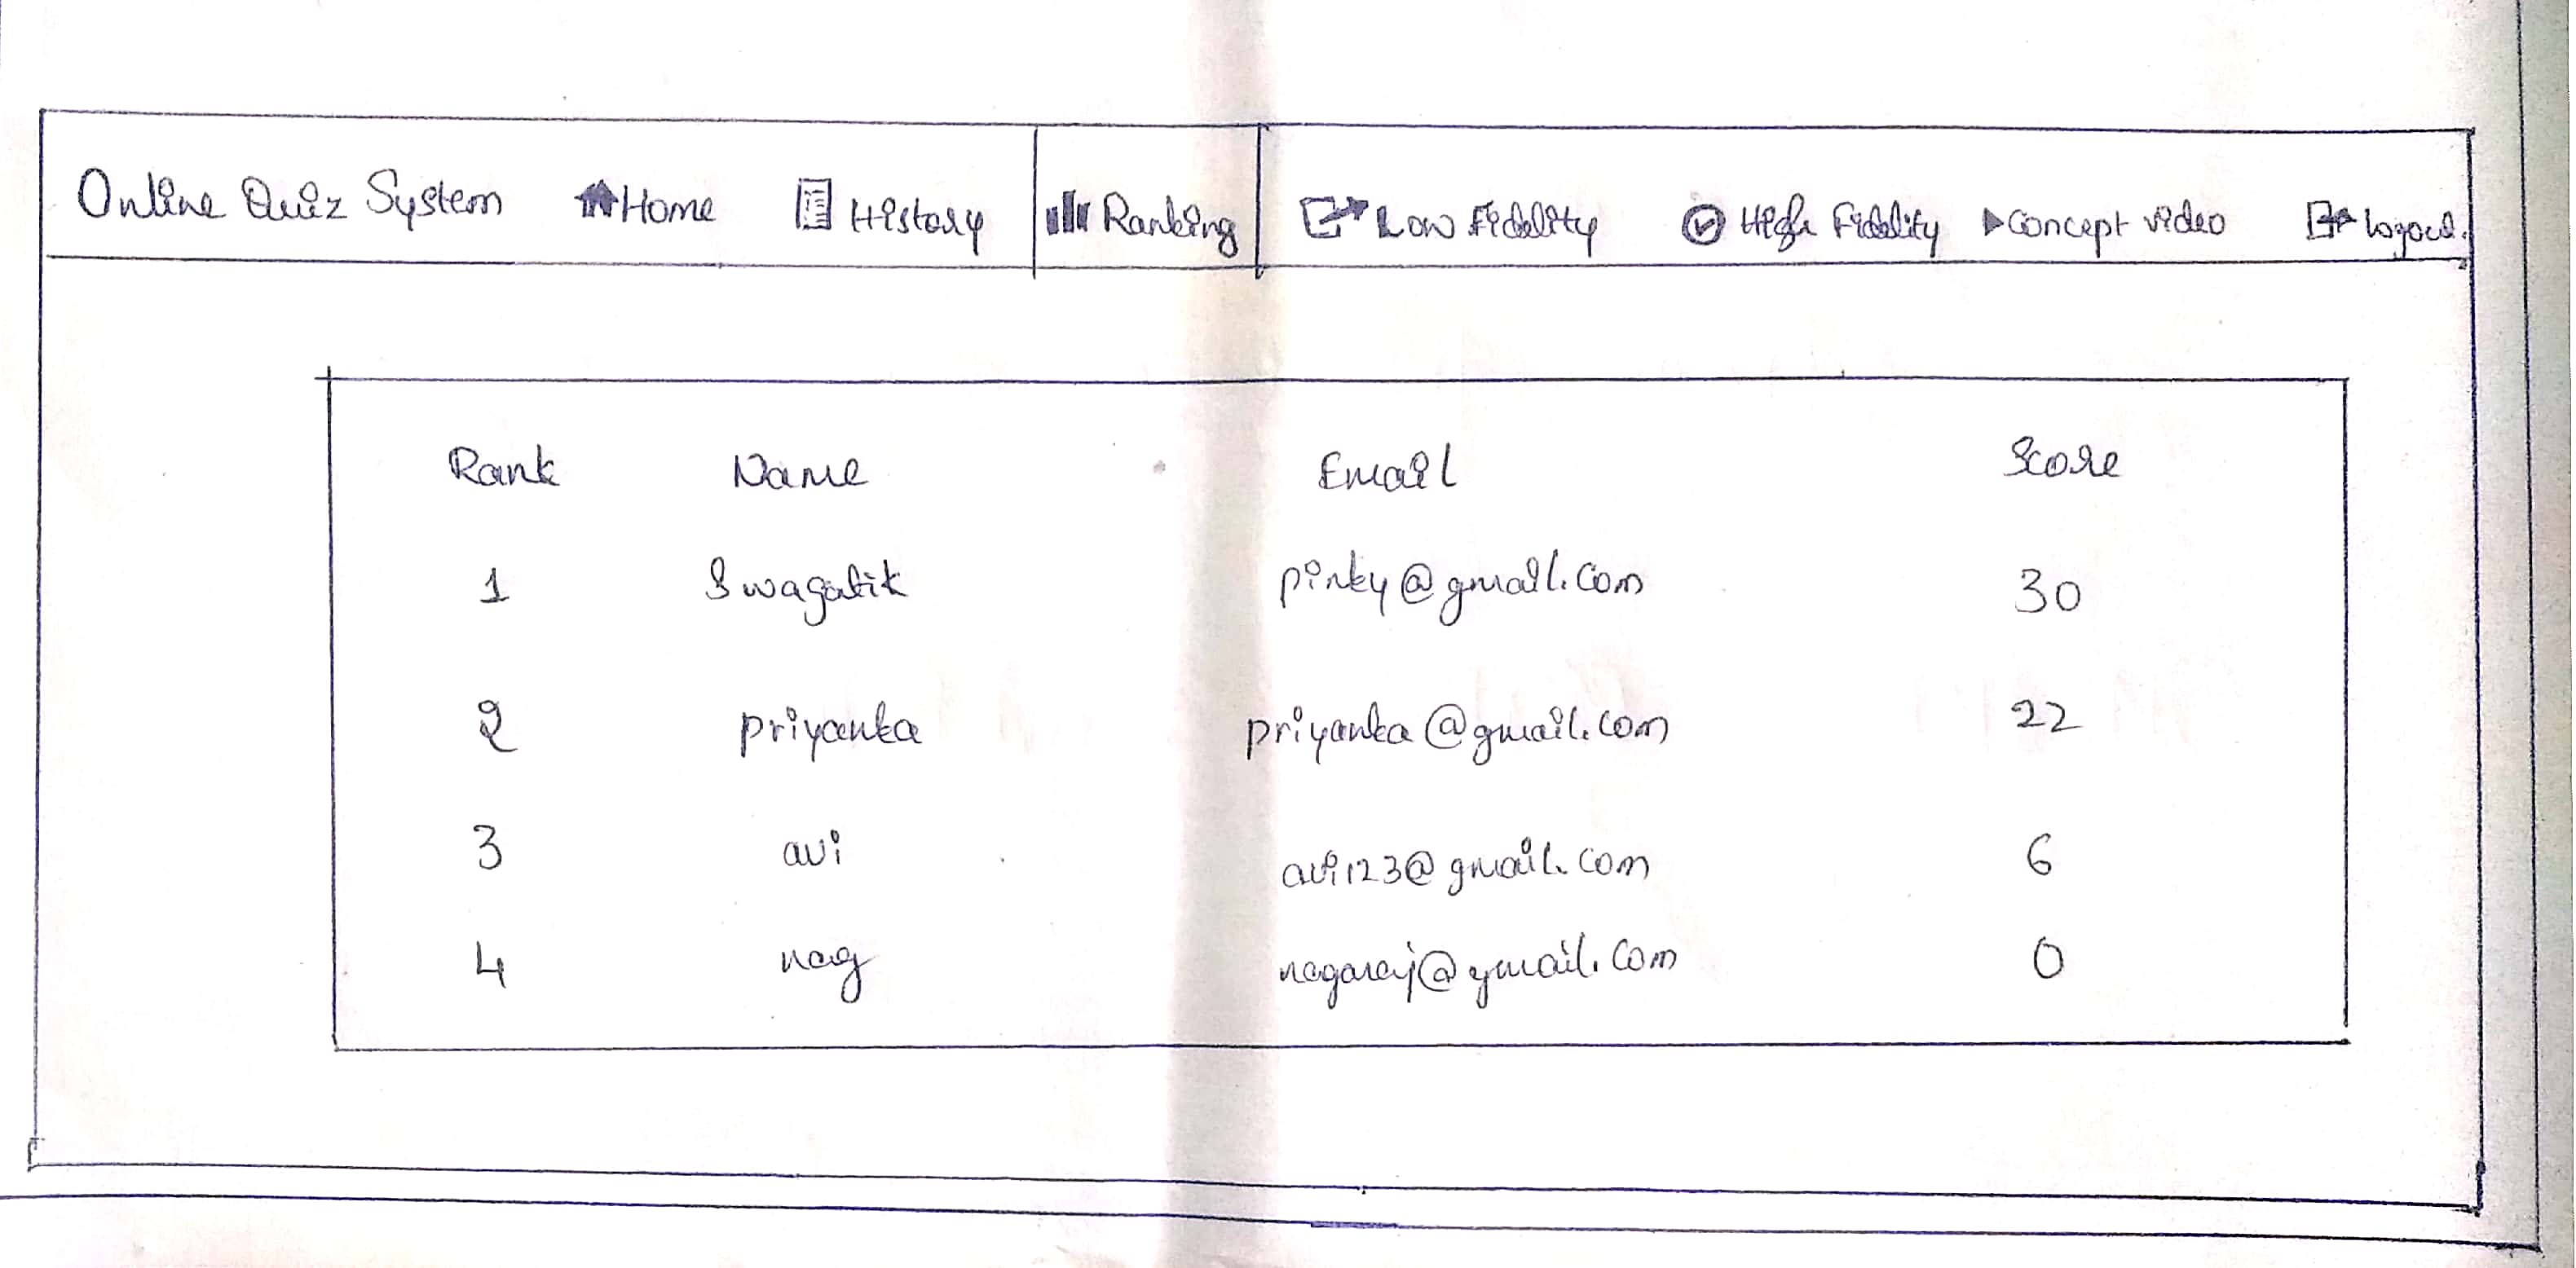 Online Quiz System Home History Ranking Low Fidelity High Fidelity Concept video Logout.
Rank Name Email Score
1 Swagatik pinky@gmail.com 30
2 priyanka priyanka@gmail.com 22
3 avi avi123@gmail.com 6
4 nag nagaraj@gmail.com 0